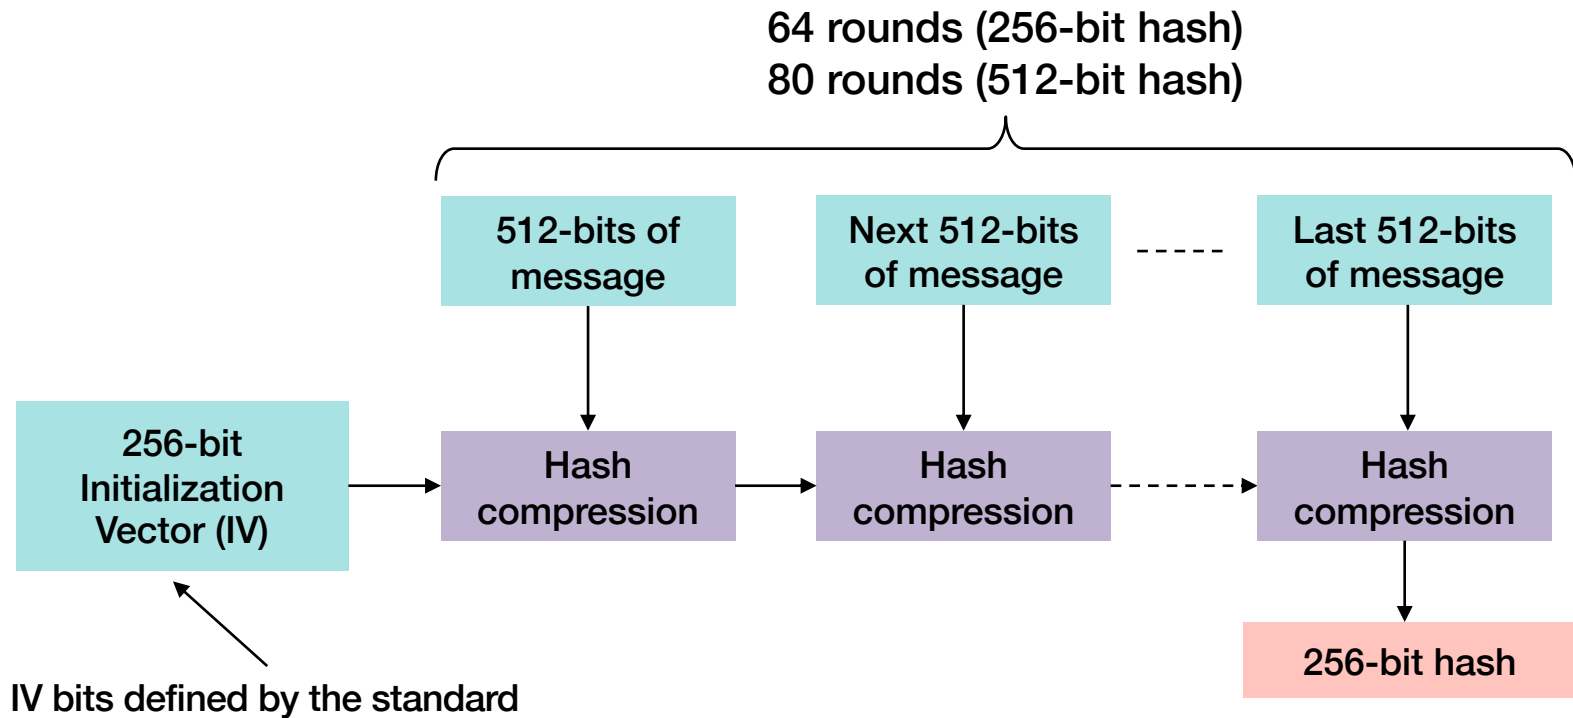 64 rounds (256-bit hash)
80 rounds (512-bit hash)
512-bits of
message
Next 512-bits
of message
Last 512-bits
of message
256-bit
Initialization
Vector (IV)
Hash
compression
Hash
compression
Hash
compression
256-bit hash
IV bits defined by the standard